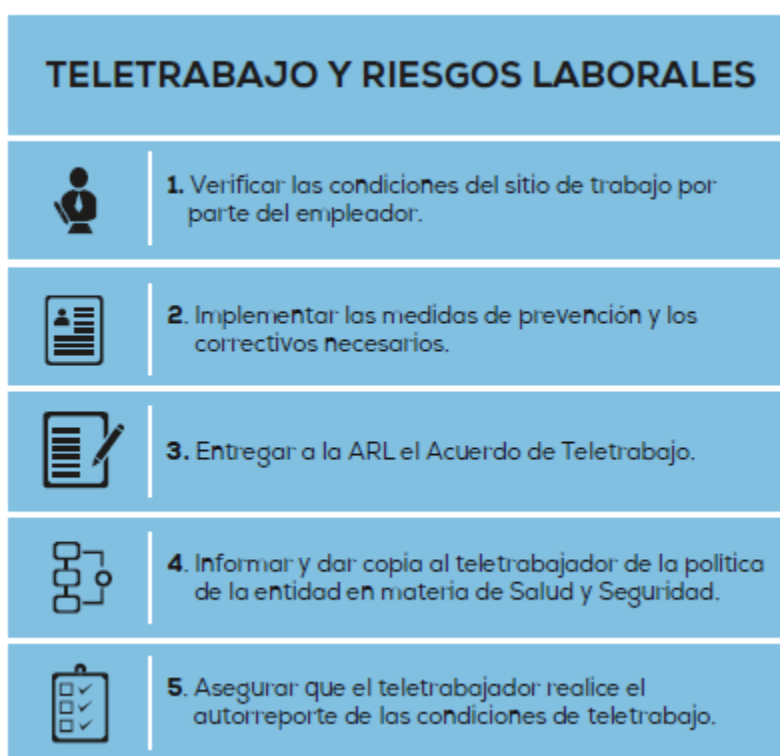 TELETRABAJO Y RIESGOS LABORALES
1. Verificar las condiciones del sitio de trabajo por
parte del empleador.
2. Implementar las medidas de prevención y los
correctivos necesarios.
3. Entregar a la ARL el Acuerdo de Teletrabajo.
4. Informar y dar copia al teletrabajador de la política
de la entidad en materia de Salud y Seguridad.
5. Asegurar que el teletrabajador realice el
autorreporte de las condiciones de teletrabajo.